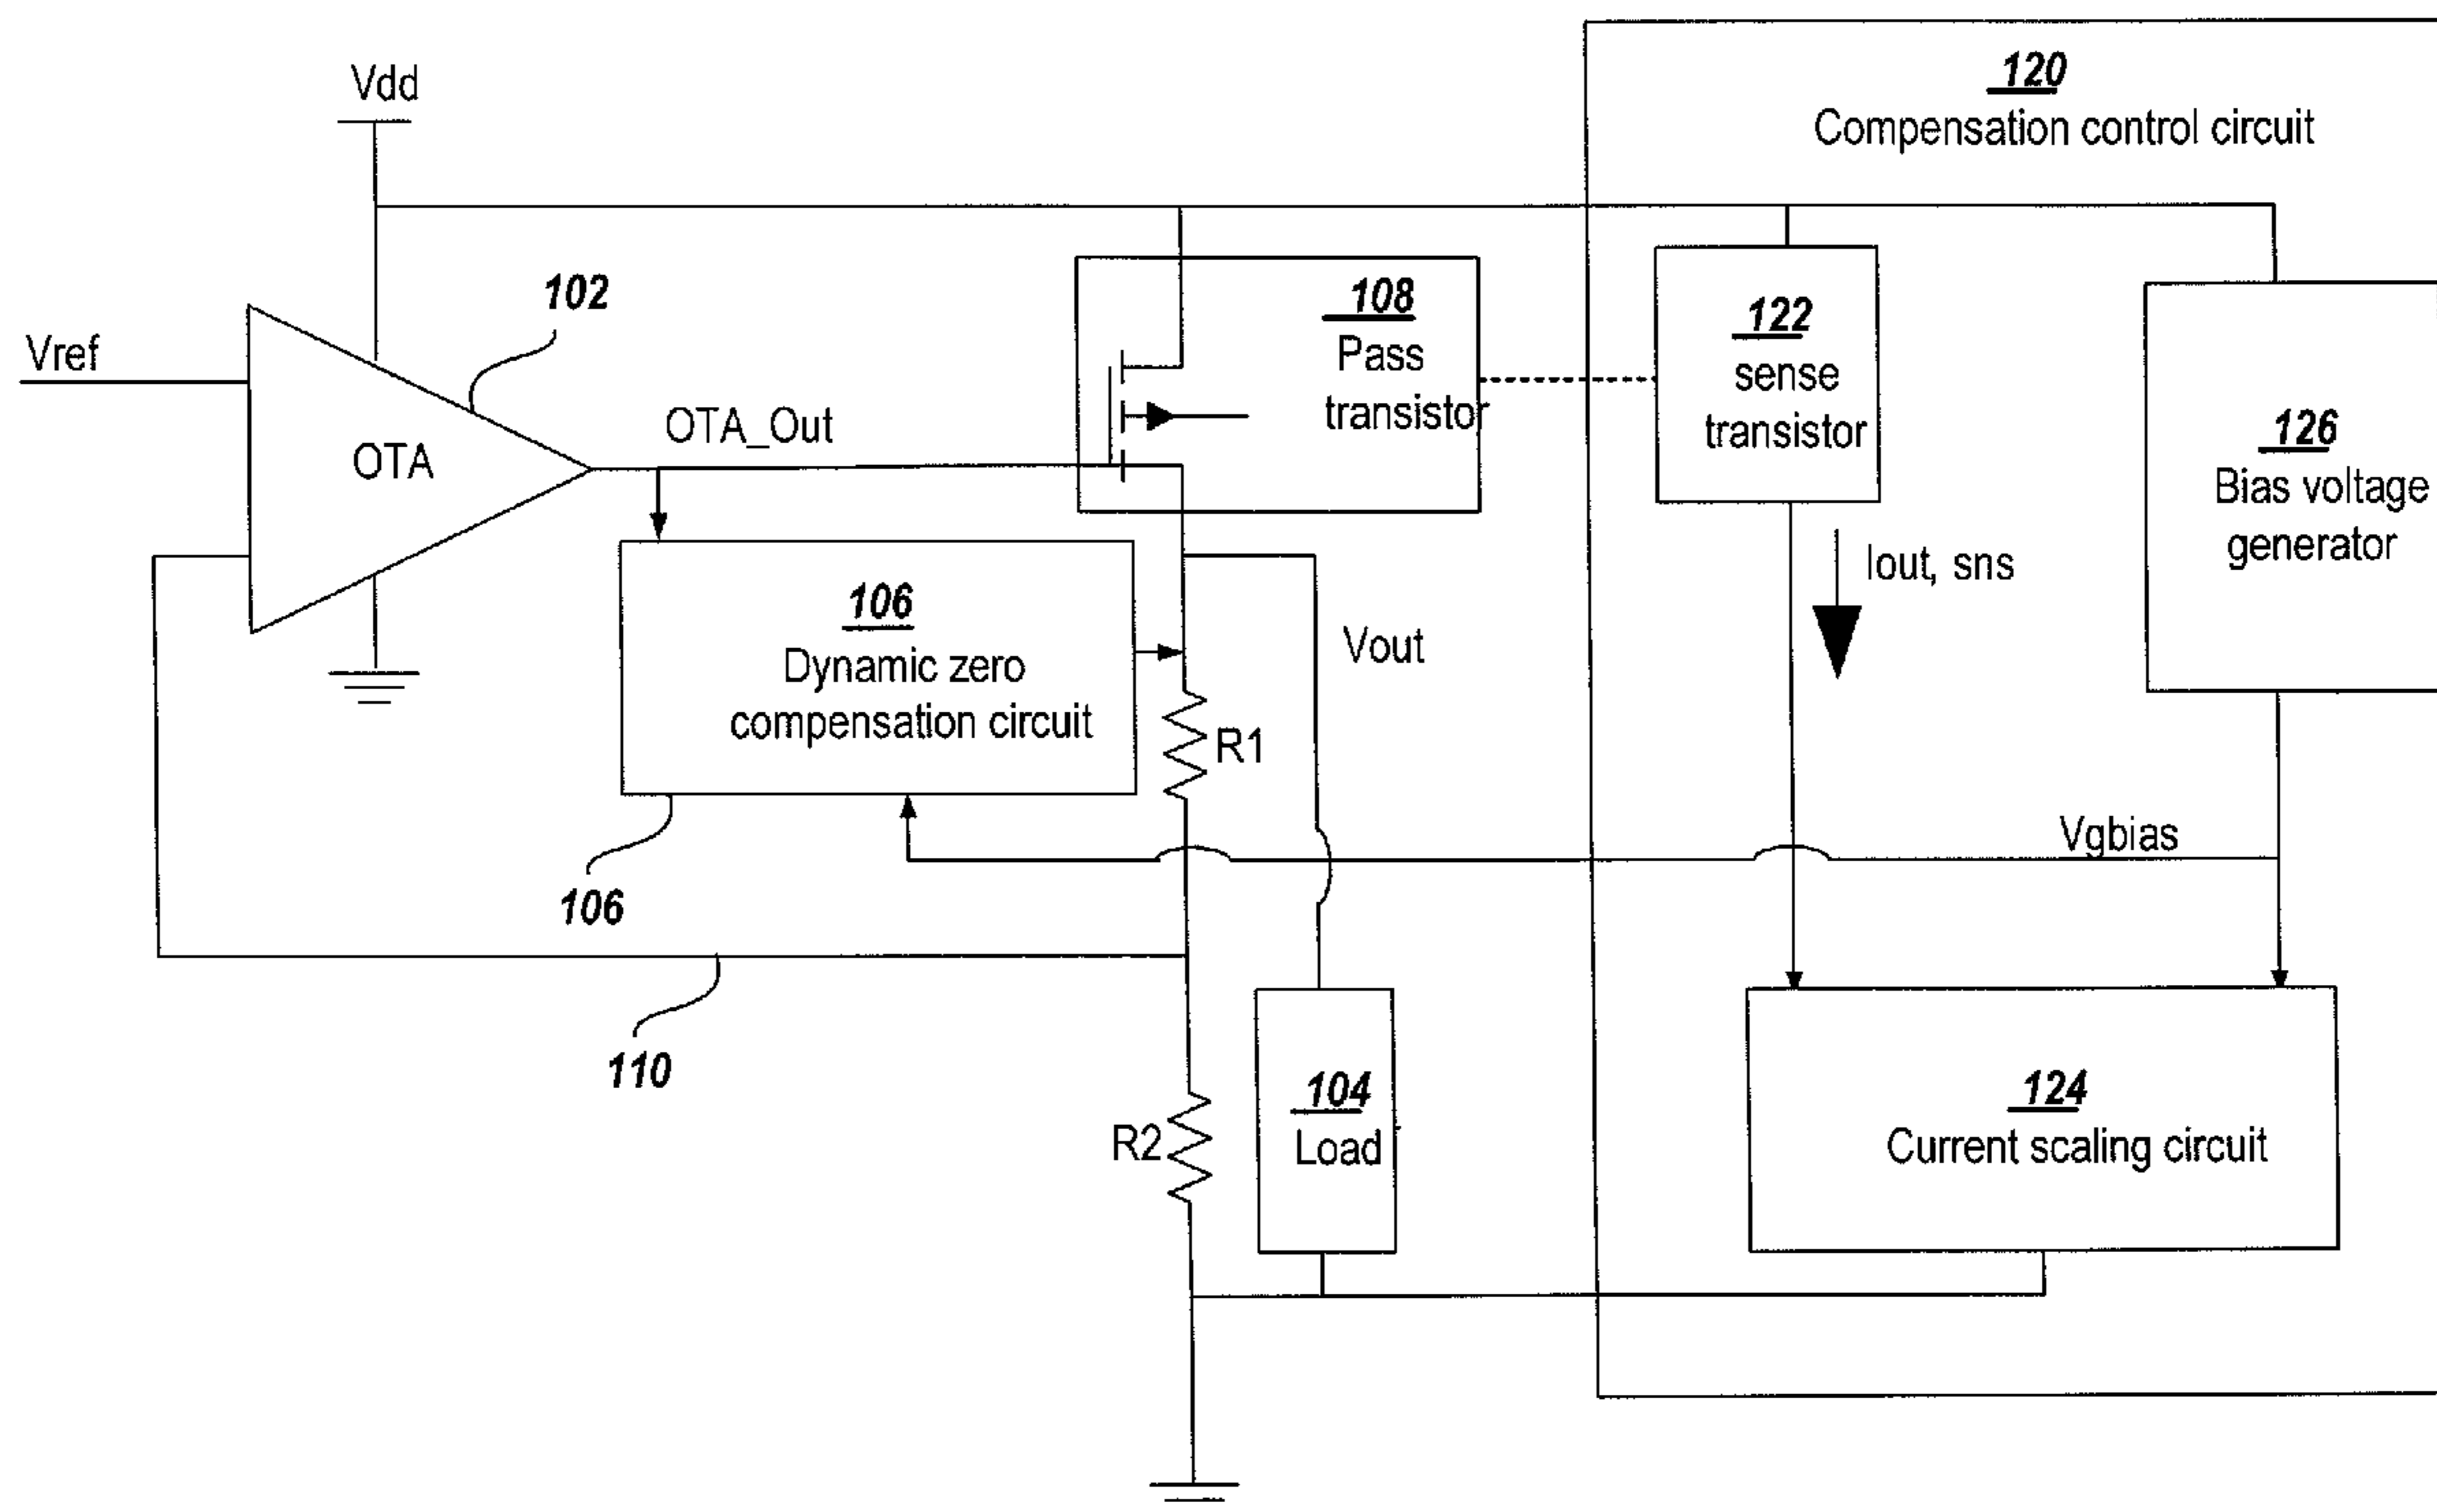 120
Compensation control circuit
Vdd
102
Vref
OTA
OTA_Out
108
Pass
transistor
122
sense
transistor
126
Bias voltage
generator
Iout, sns
106
Dynamic zero
compensation circuit
Vout
R1
Vgbias
106
110
104
Load
R2
124
Current scaling circuit